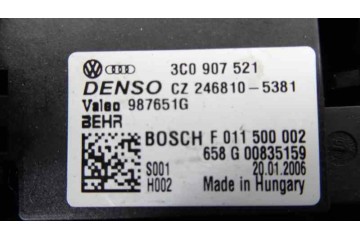 3C0 907 521
DENSO CZ 246810-5381
Valeo 987651G
BEHR
BOSCH F 011 500 002
658 G 00835159
S001 20.01.2006
H002 Made in Hungary